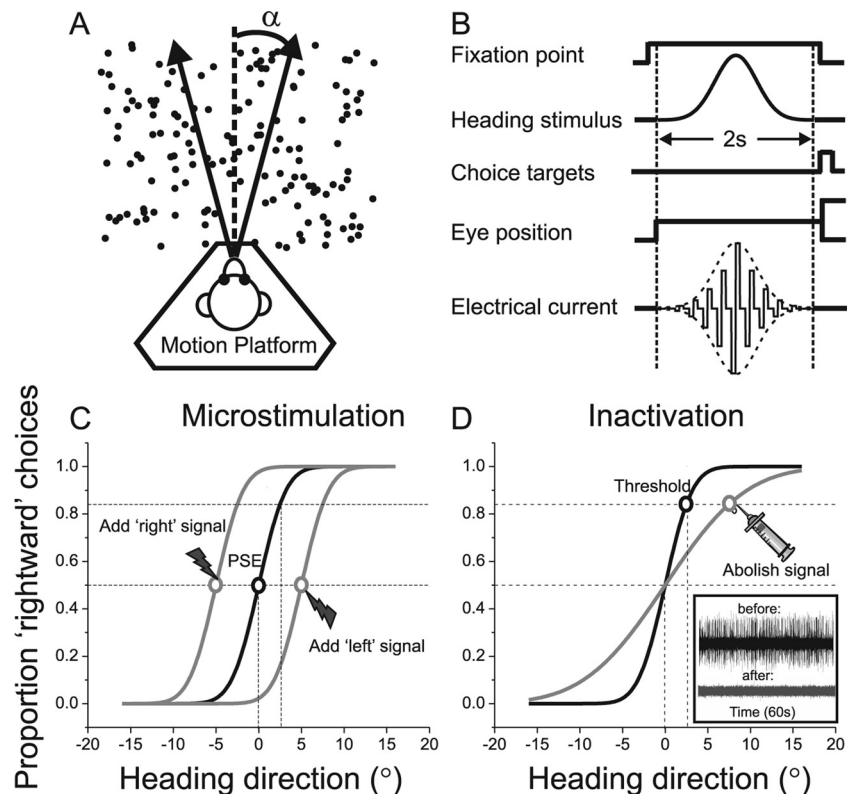 A
α
Motion Platform
B
Fixation point
Heading stimulus
2s
Choice targets
Eye position
Electrical current
C
Microstimulation
Proportion ‘rightward’ choices
1.0
0.8
0.6
0.4
0.2
0.0
Add ‘right’ signal
PSE
Add ‘left’ signal
-20 -15 -10 -5 0 5 10 15 20
Heading direction (°)
D
Inactivation
1.0
0.8
0.6
0.4
0.2
0.0
Threshold
Abolish signal
before:
after:
Time (60s)
-20 -15 -10 -5 0 5 10 15 20
Heading direction (°)